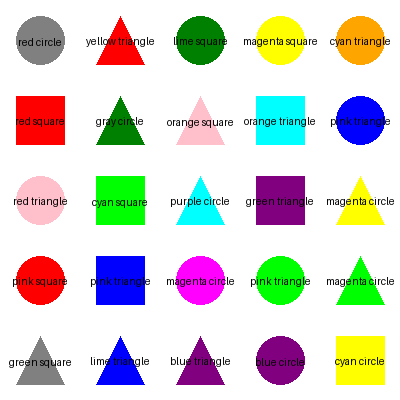 red circle yellow triangle lime square magenta square cyan triangle
red square gray circle orange square orange triangle pink triangle
red triangle cyan square purple circle green triangle magenta circle
pink square pink triangle magenta circle pink triangle magenta circle
green square lime triangle blue triangle blue circle cyan circle